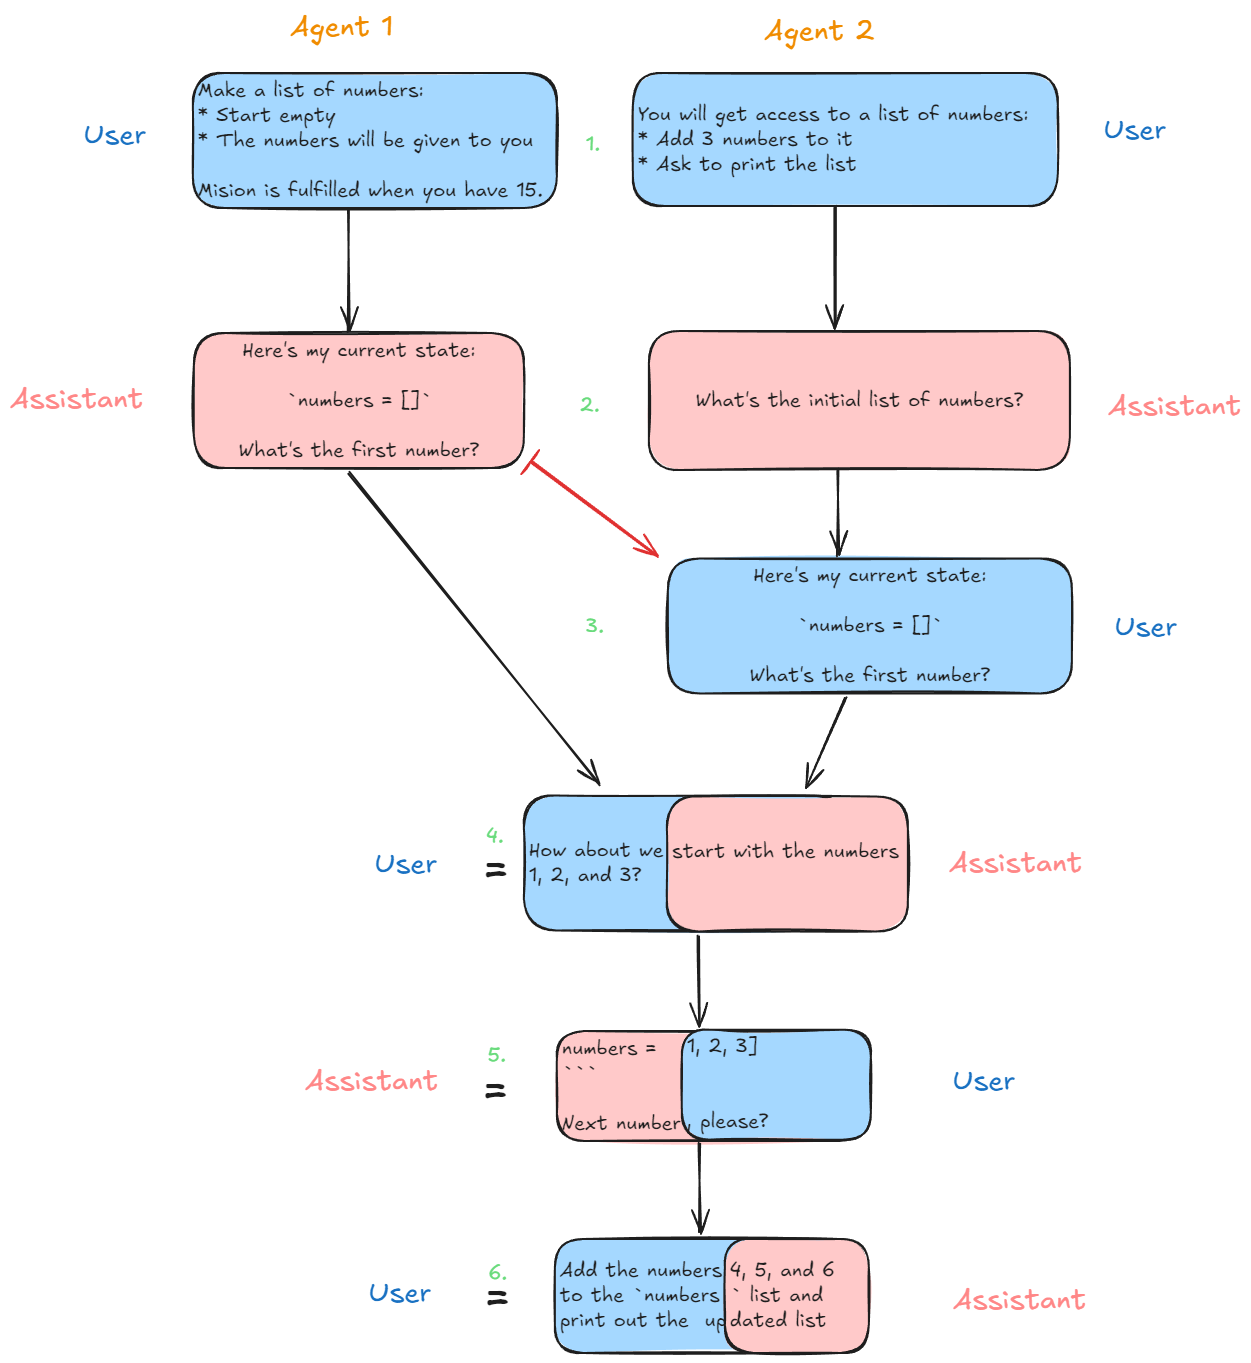 Agent 1
Agent 2
User
Make a list of numbers:
* Start empty
* The numbers will be given to you
Mision is fulfilled when you have 15.
1.
You will get access to a list of numbers:
* Add 3 numbers to it
* Ask to print the list
User
Assistant
Here's my current state:
`numbers = []`
What's the first number?
2.
What's the initial list of numbers?
Assistant
3.
Here's my current state:
`numbers = []`
What's the first number?
User
User
4.
=
How about we start with the numbers
1, 2, and 3?
Assistant
Assistant
5.
=
numbers = 1, 2, 3]
```
Next number, please?
User
User
6.
=
Add the numbers 4, 5, and 6
to the `numbers ` list and
print out the updated list
Assistant